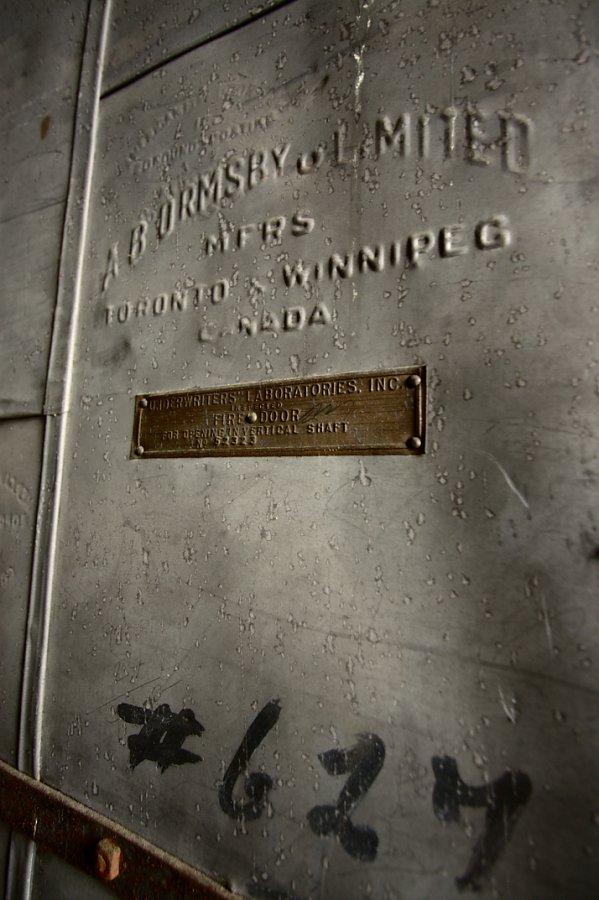 A B ORMSBY LIMITED
MFRS
TORONTO & WINNIPEG
CANADA
UNDERWRITERS' LABORATORIES, INC.
INSPECTED
FIRE DOOR
FOR OPENING IN VERTICAL SHAFT
No 52323
#627